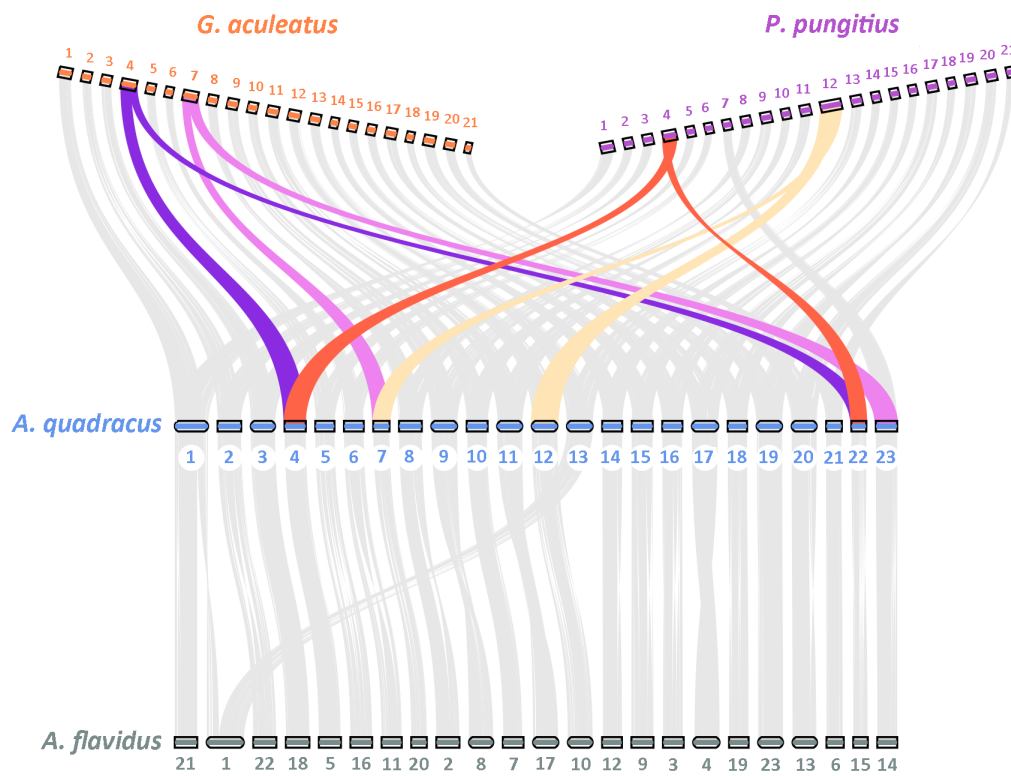 G. aculeatus
P. pungitius
1 2 3 4 5 6 7 8 9 10 11 12 13 14 15 16 17 18 19 20 21
1 2 3 4 5 6 7 8 9 10 11 12 13 14 15 16 17 18 19 20 21
A. quadracus
1 2 3 4 5 6 7 8 9 10 11 12 13 14 15 16 17 18 19 20 21 22 23
A. flavidus
21 1 22 18 5 16 11 20 2 8 7 17 10 12 9 3 4 19 23 13 6 15 14